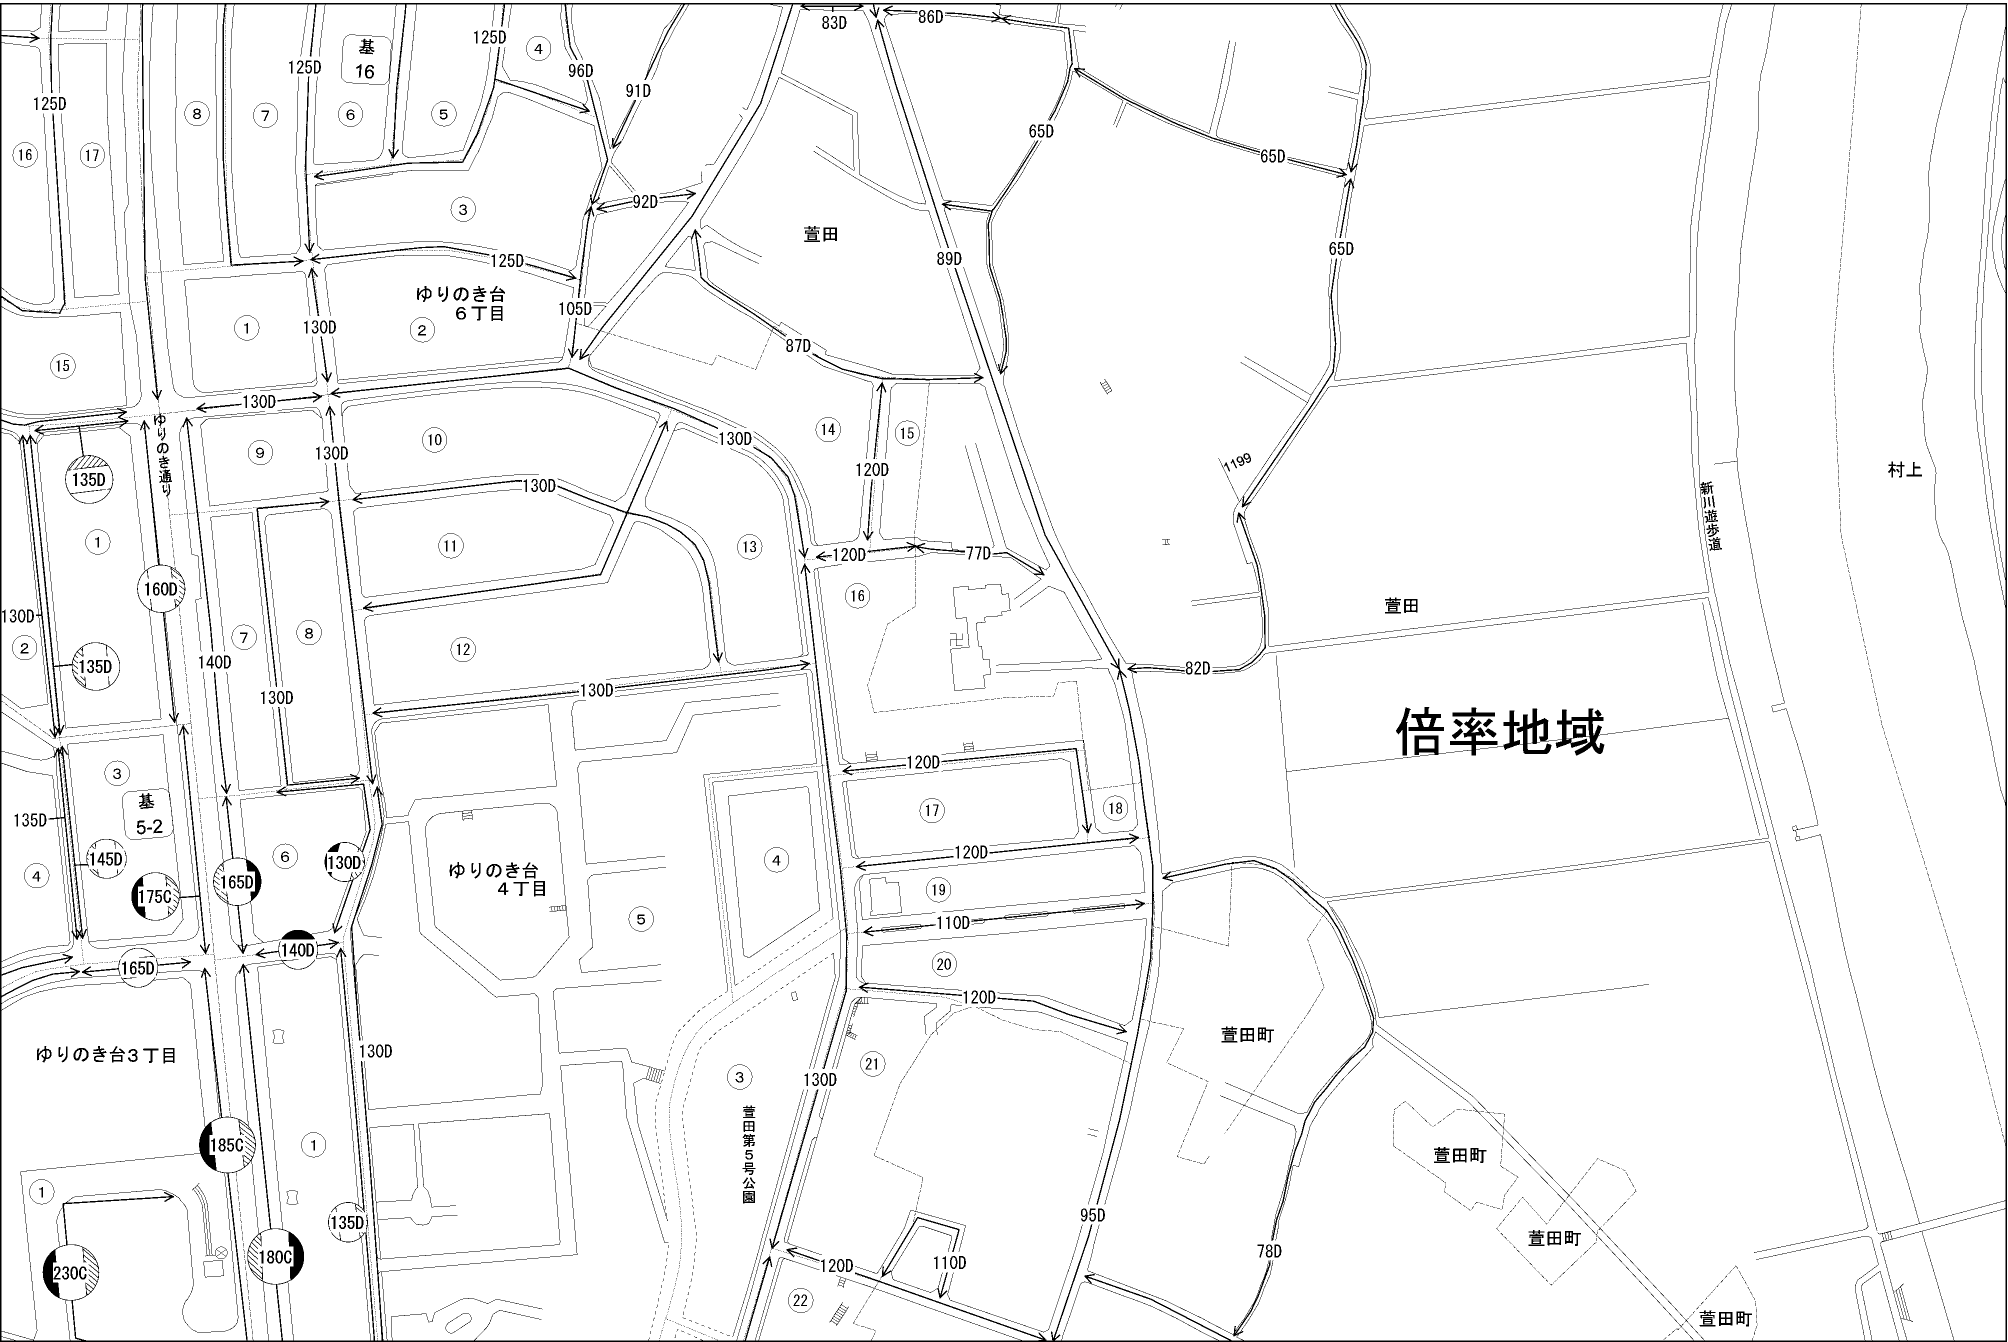 83D
86D
125D
④
基
16
96D
125D
91D
125D
⑧
⑦
⑥
⑤
65D
⑯
⑰
65D
92D
③
萱田
65D
89D
125D
ゆりのき台
6丁目
105D
①
130D
②
87D
⑮
130D
ゆりのき通り
⑨
130D
⑩
130D
⑭
⑮
120D
1199
村上
135D
130D
新川遊歩道
①
⑪
⑬
120D
77D
160D
⑯
萱田
130D
②
135D
⑦
⑧
140D
⑫
82D
130D
130D
倍率地域
③
基
5-2
120D
⑰
⑱
135D
145D
④
⑥
130D
ゆりのき台
4丁目
④
120D
175C
165D
⑲
⑤
110D
140D
165D
⑳
120D
ゆりのき台3丁目
130D
萱田町
㉑
③
130D
萱田第5号公園
185C
①
萱田町
①
135D
95D
萱田町
230C
180C
120D
110D
78D
㉒
萱田町